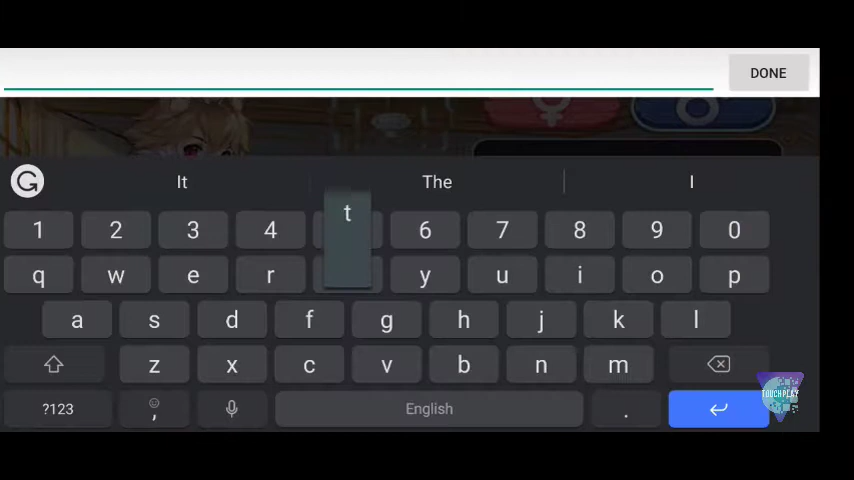 DONE
It The I
t
1 2 3 4 6 7 8 9 0
q w e r y u i o p
a s d f g h j k l
z x c v b n m
?123 , English .
TOUCHPLAY